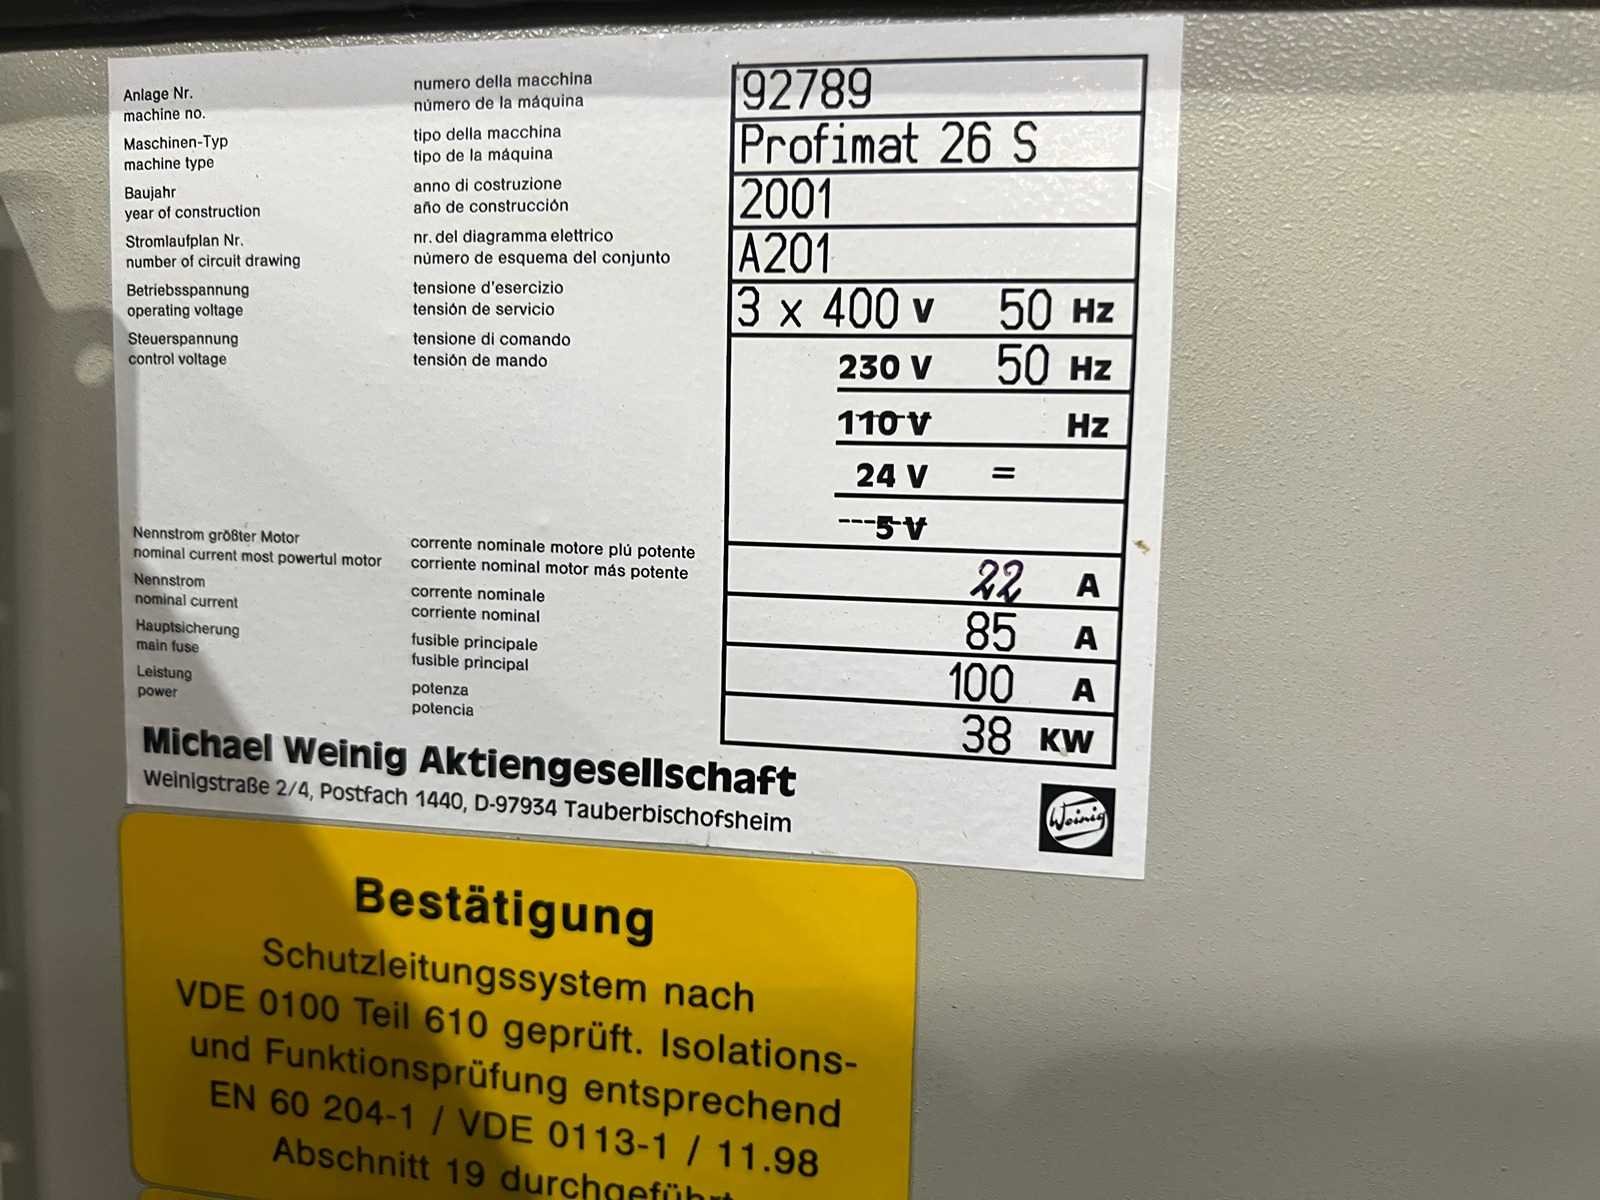 Anlage Nr. numero della macchina 92789
machine no. número de la máquina
Maschinen-Typ tipo della macchina Profimat 26 S
machine type tipo de la máquina
Baujahr anno di costruzione 2001
year of construction año de construcción
Stromlaufplan Nr. nr. del diagramma elettrico A201
number of circuit drawing número de esquema del conjunto
Betriebsspannung tensione d'esercizio 3 x 400 V 50 Hz
operating voltage tensión de servicio
Steuerspannung tensione di comando 230 V 50 Hz
control voltage tensión de mando
110 V Hz
24 V =
---5 V
Nennstrom größter Motor corrente nominale motore plú potente 22 A
nominal current most powertul motor corriente nominal motor más potente
Nennstrom corrente nominale 85 A
nominal current corriente nominal
Hauptsicherung fusible principale 100 A
main fuse fusible principal
Leistung potenza 38 KW
power potencia
Michael Weinig Aktiengesellschaft
Weinigstraße 2/4, Postfach 1440, D-97934 Tauberbischofsheim
Weinig
Bestätigung
Schutzleitungssystem nach
VDE 0100 Teil 610 geprüft. Isolations-
und Funktionsprüfung entsprechend
EN 60 204-1 / VDE 0113-1 / 11.98
Abschnitt 19 durchgeführt